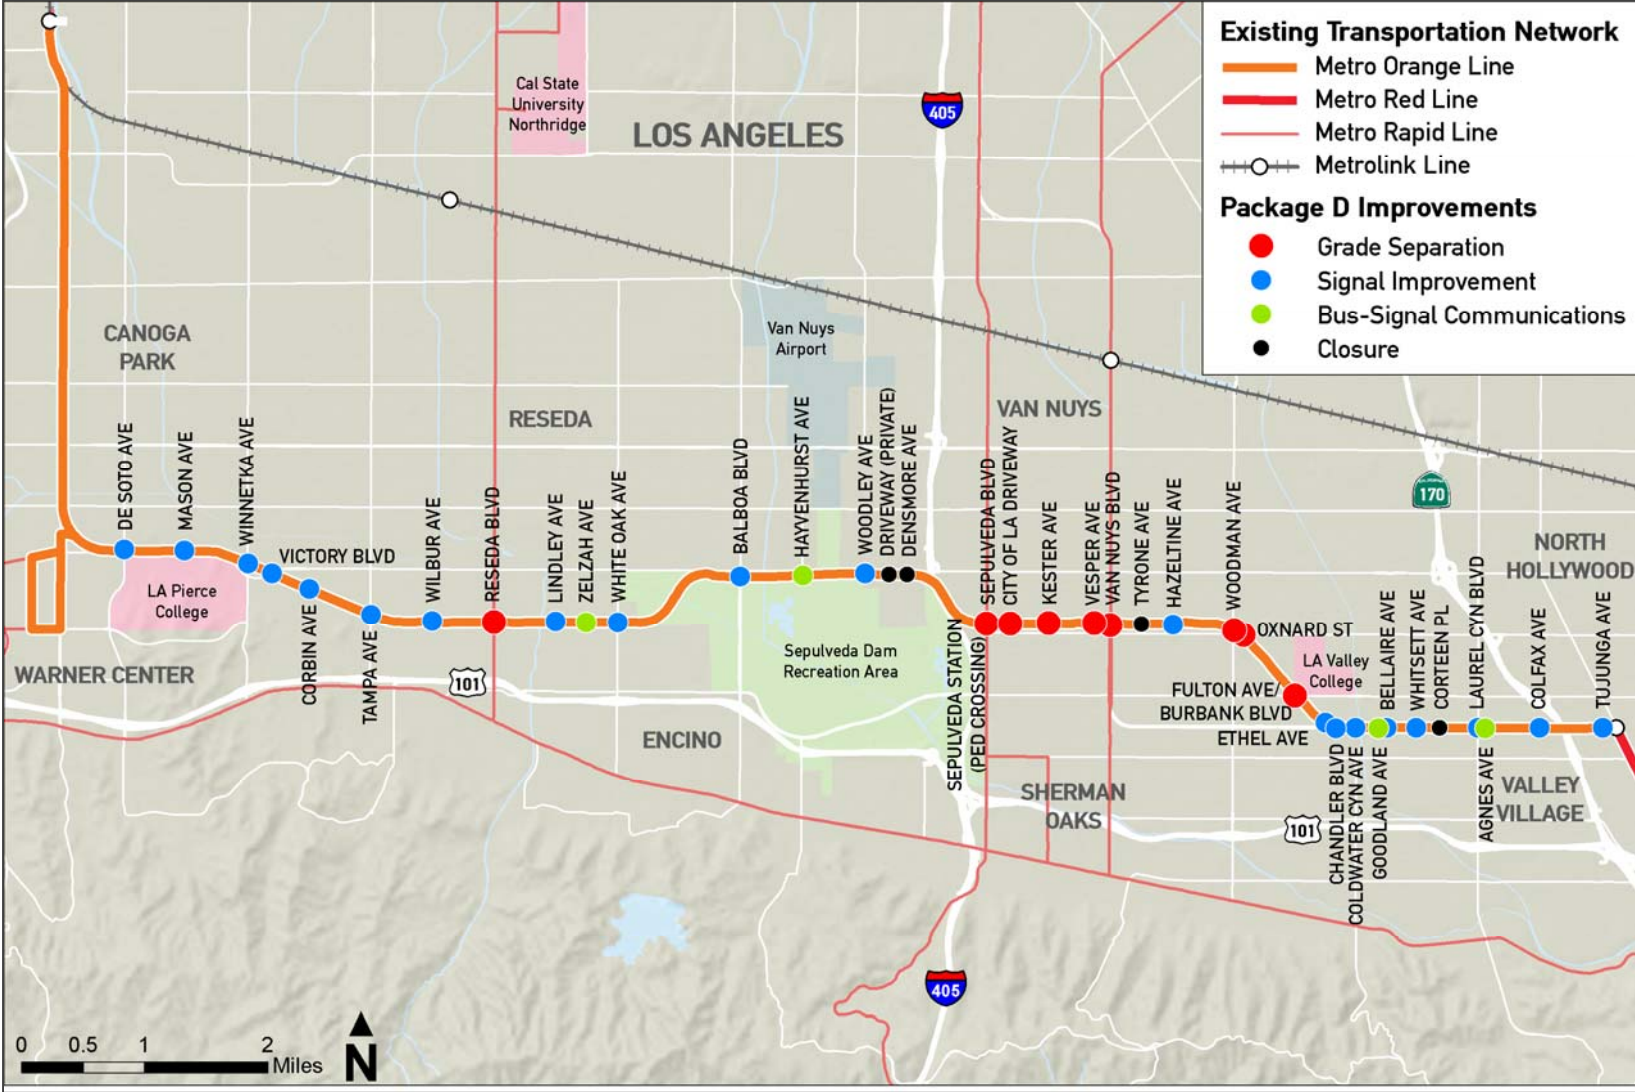 Existing Transportation Network
Metro Orange Line
Metro Red Line
Metro Rapid Line
Metrolink Line
Package D Improvements
Grade Separation
Signal Improvement
Bus-Signal Communications
Closure
Cal State
University
Northridge
LOS ANGELES
405
CANOGA
PARK
Van Nuys
Airport
RESEDA
VAN NUYS
170
NORTH
HOLLYWOOD
DE SOTO AVE
MASON AVE
WINNETKA AVE
VICTORY BLVD
CORBIN AVE
TAMPA AVE
WILBUR AVE
RESEDA BLVD
LINDLEY AVE
ZELZAH AVE
WHITE OAK AVE
BALBOA BLVD
HAYVENHURST AVE
WOODLEY AVE
DRIVEWAY (PRIVATE)
DENSMORE AVE
SEPULVEDA STATION
(PED CROSSING)
SEPULVEDA BLVD
CITY OF LA DRIVEWAY
KESTER AVE
VESPER AVE
VAN NUYS BLVD
TYRONE AVE
HAZELTINE AVE
WOODMAN AVE
OXNARD ST
FULTON AVE/
BURBANK BLVD
ETHEL AVE
CHANDLER BLVD
COLDWATER CYN AVE
GOODLAND AVE
BELLAIRE AVE
WHITSETT AVE
CORTEEN PL
LAUREL CYN BLVD
AGNES AVE
COLFAX AVE
TUJUNGA AVE
LA Pierce
College
WARNER CENTER
101
Sepulveda Dam
Recreation Area
LA Valley
College
ENCINO
SHERMAN
OAKS
VALLEY
VILLAGE
101
405
0 0.5 1 2
Miles
N